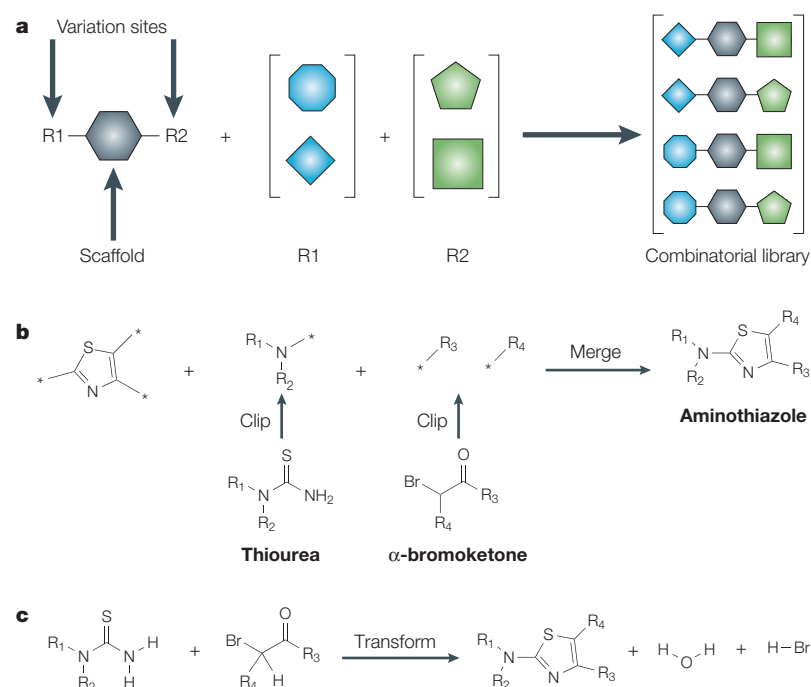 a
Variation sites
R1
R2
+
+
Scaffold
R1
R2
Combinatorial library
b
S
N
*
*
*
+
R1
N
*
R2
+
R3
*
R4
*
Merge
R1
N
R2
S
N
R4
R3
Aminothiazole
Clip
Clip
S
R1
N
NH2
R2
Thiourea
O
Br
R3
R4
α-bromoketone
c
S
R1
N
N
H
H
R2
+
O
Br
R3
R4
H
Transform
R1
N
R2
S
N
R4
R3
+
H
O
H
+
H
Br